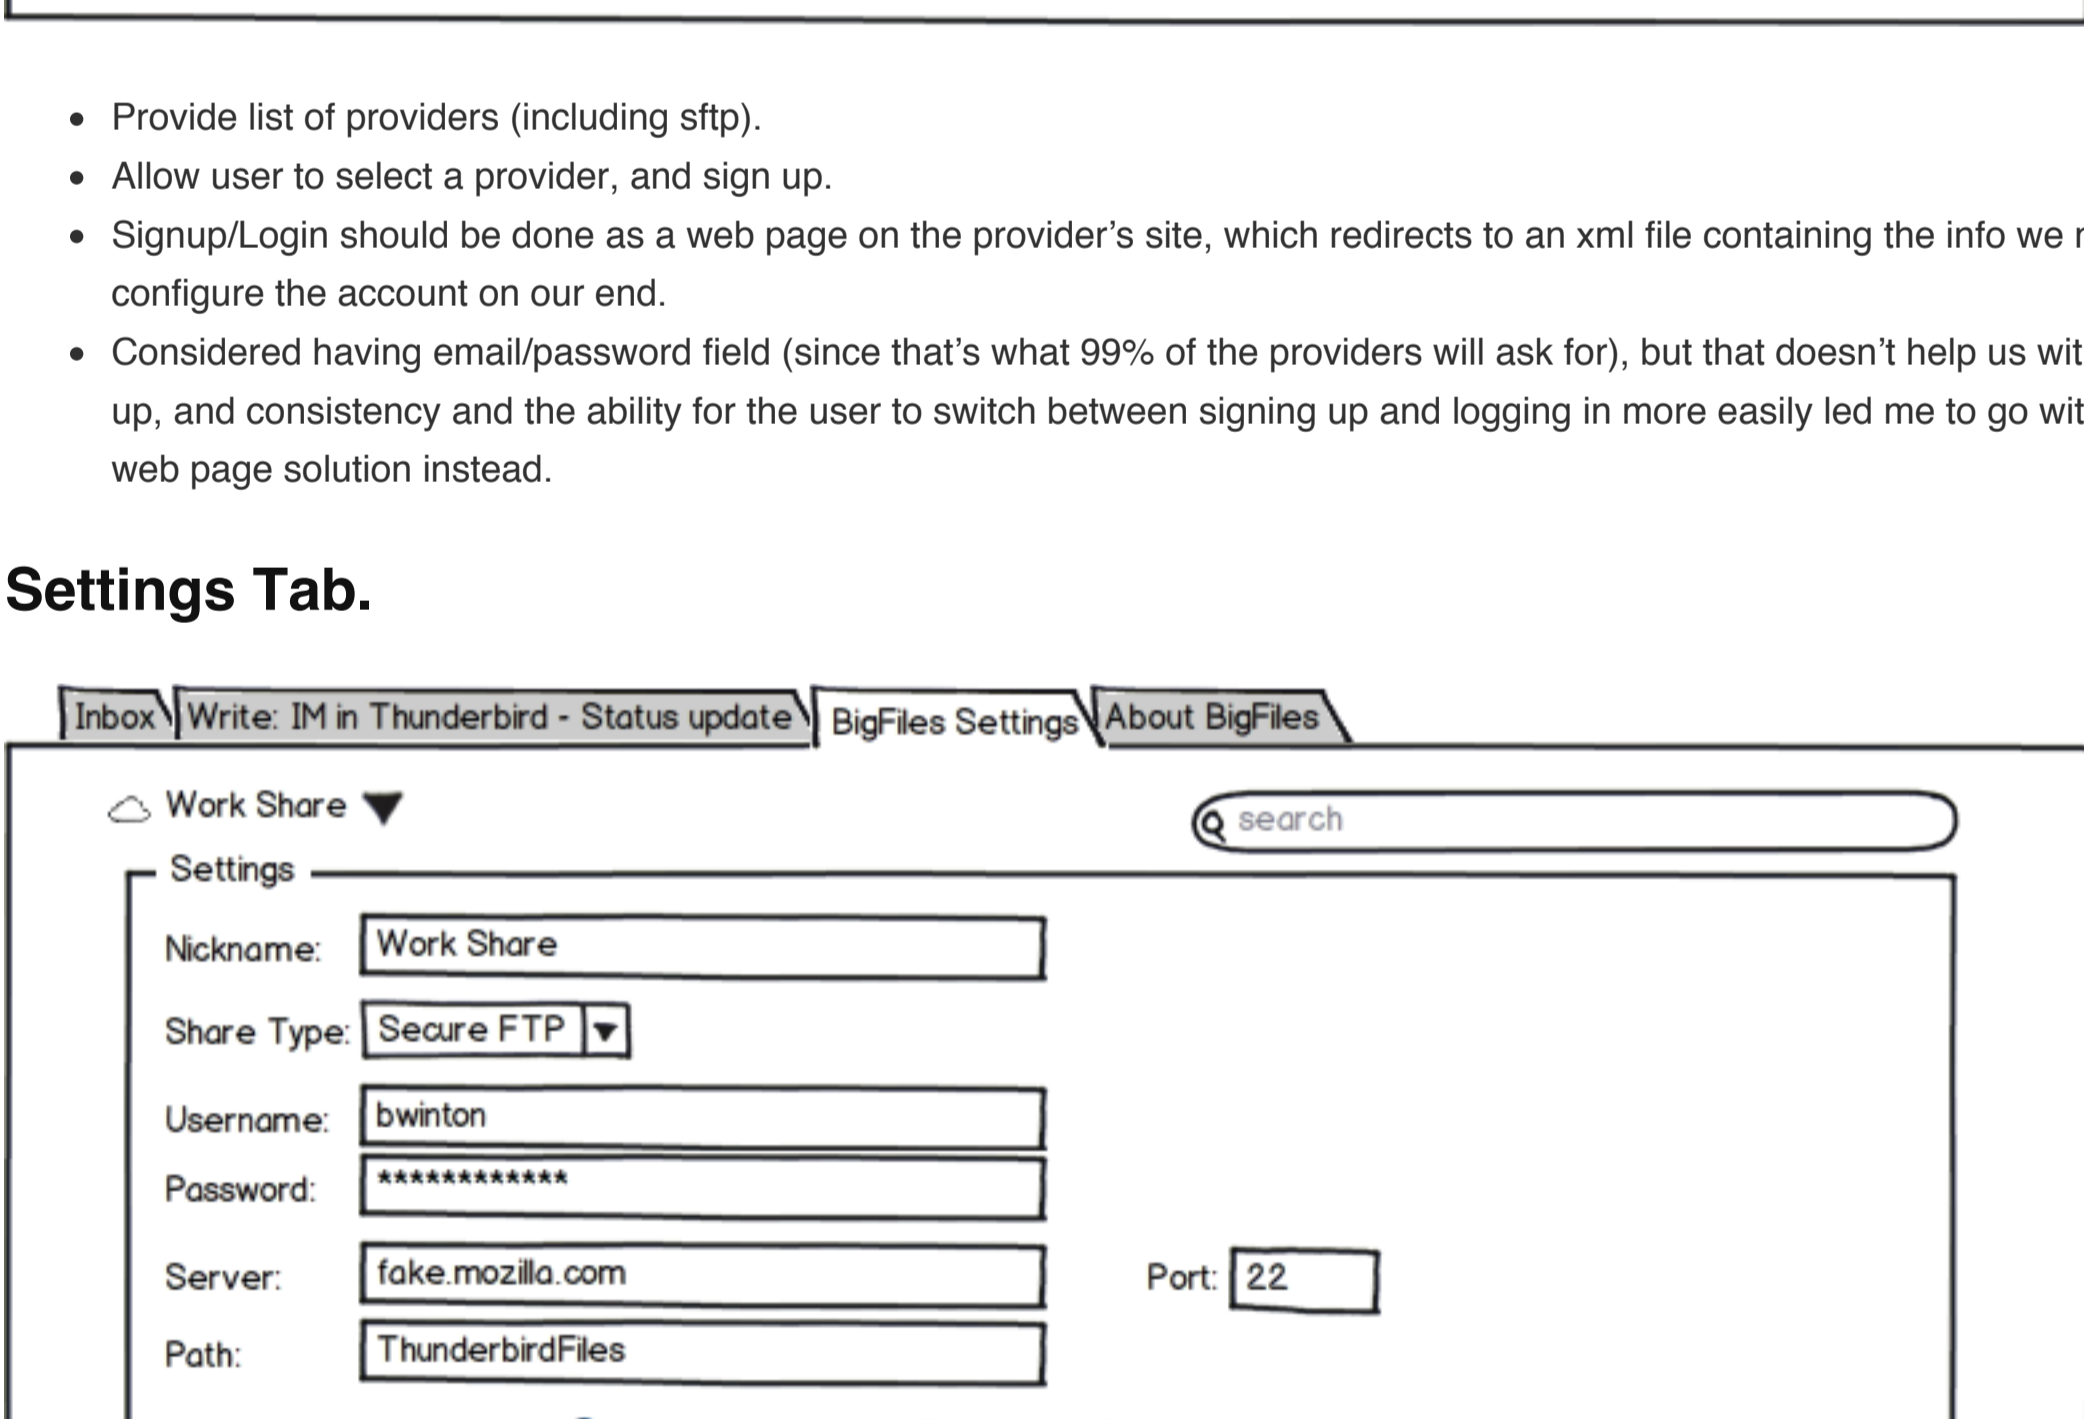 Provide list of providers (including sftp).
Allow user to select a provider, and sign up.
Signup/Login should be done as a web page on the provider's site, which redirects to an xml file containing the info we
configure the account on our end.
Considered having email/password field (since that's what 99% of the providers will ask for), but that doesn't help us
up, and consistency and the ability for the user to switch between signing up and logging in more easily led me to go
web page solution instead.
Settings Tab.
Inbox Write: IM in Thunderbird - Status update BigFiles Settings About BigFiles
Work Share search
Settings
Nickname: Work Share
Share Type: Secure FTP
Username: bwinton
Password: ************
Server: fake.mozilla.com Port: 22
Path: ThunderbirdFiles